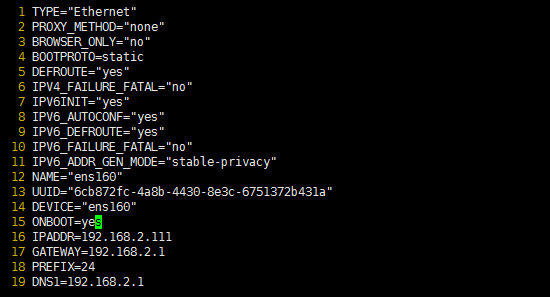 1 TYPE="Ethernet"
2 PROXY_METHOD="none"
3 BROWSER_ONLY="no"
4 BOOTPROTO=static
5 DEFROUTE="yes"
6 IPV4_FAILURE_FATAL="no"
7 IPV6INIT="yes"
8 IPV6_AUTOCONF="yes"
9 IPV6_DEFROUTE="yes"
10 IPV6_FAILURE_FATAL="no"
11 IPV6_ADDR_GEN_MODE="stable-privacy"
12 NAME="ens160"
13 UUID="6cb872fc-4a8b-4430-8e3c-6751372b431a"
14 DEVICE="ens160"
15 ONBOOT=yes
16 IPADDR=192.168.2.111
17 GATEWAY=192.168.2.1
18 PREFIX=24
19 DNS1=192.168.2.1